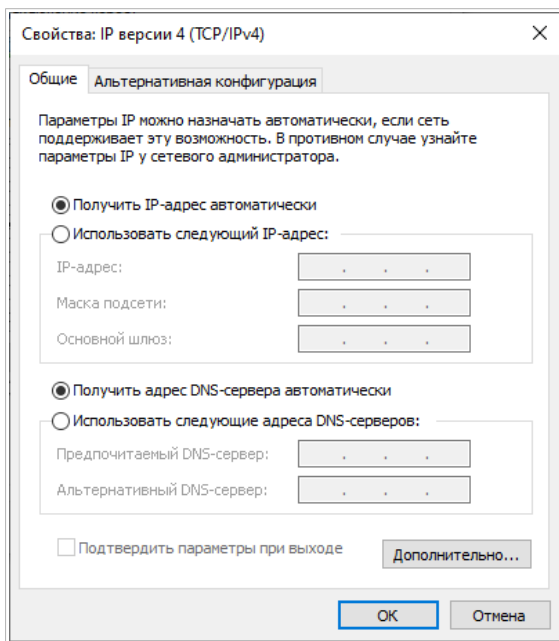 Свойства: IP версии 4 (TCP/IPv4)
Общие
Альтернативная конфигурация
Параметры IP можно назначать автоматически, если сеть
поддерживает эту возможность. В противном случае узнайте
параметры IP у сетевого администратора.
Получить IP-адрес автоматически
Использовать следующий IP-адрес:
IP-адрес:
Маска подсети:
Основной шлюз:
Получить адрес DNS-сервера автоматически
Использовать следующие адреса DNS-серверов:
Предпочитаемый DNS-сервер:
Альтернативный DNS-сервер:
Подтвердить параметры при выходе
Дополнительно...
ОК
Отмена